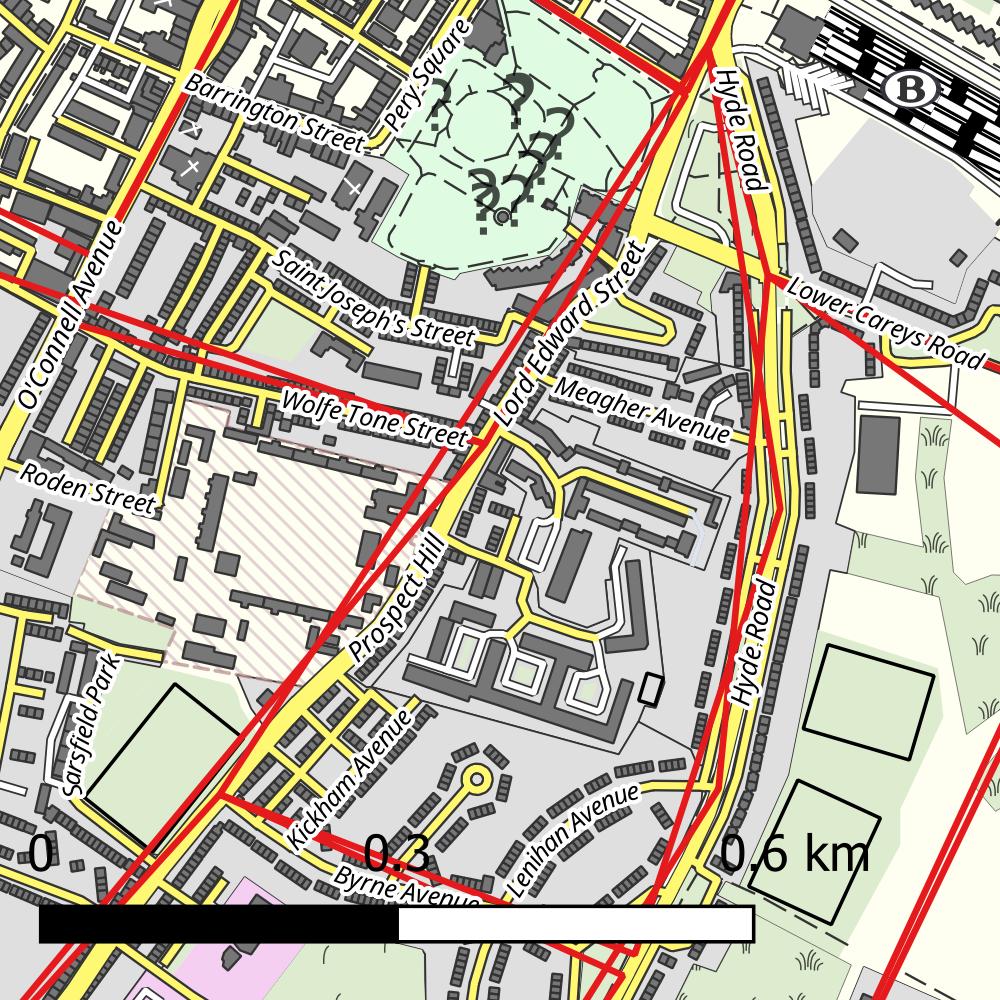 Pery Square
Barrington Street
Hyde Road
B
? ? ? ? ? ? ?
O'Connell Avenue
Saint Joseph's Street
Lord Edward Street
Lower Careys Road
Wolfe Tone Street
Meagher Avenue
Roden Street
Prospect Hill
Hyde Road
Sarsfield Park
Kickham Avenue
Lenihan Avenue
Byrne Avenue
0 0.3 0.6 km